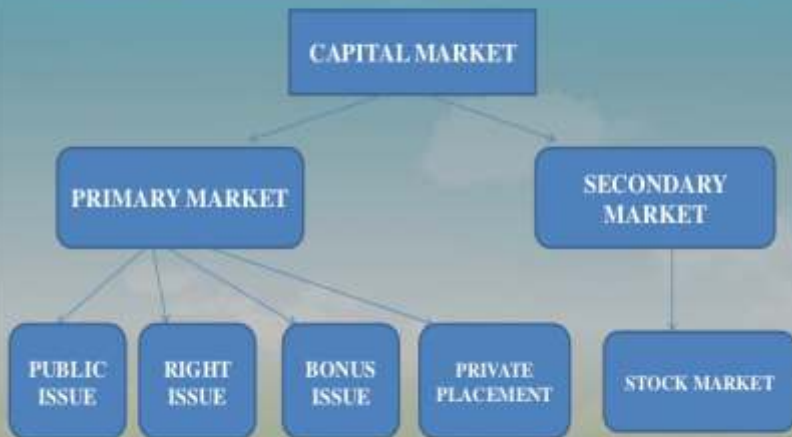 CAPITAL MARKET
PRIMARY MARKET
SECONDARY
MARKET
PUBLIC
ISSUE
RIGHT
ISSUE
BONUS
ISSUE
PRIVATE
PLACEMENT
STOCK MARKET